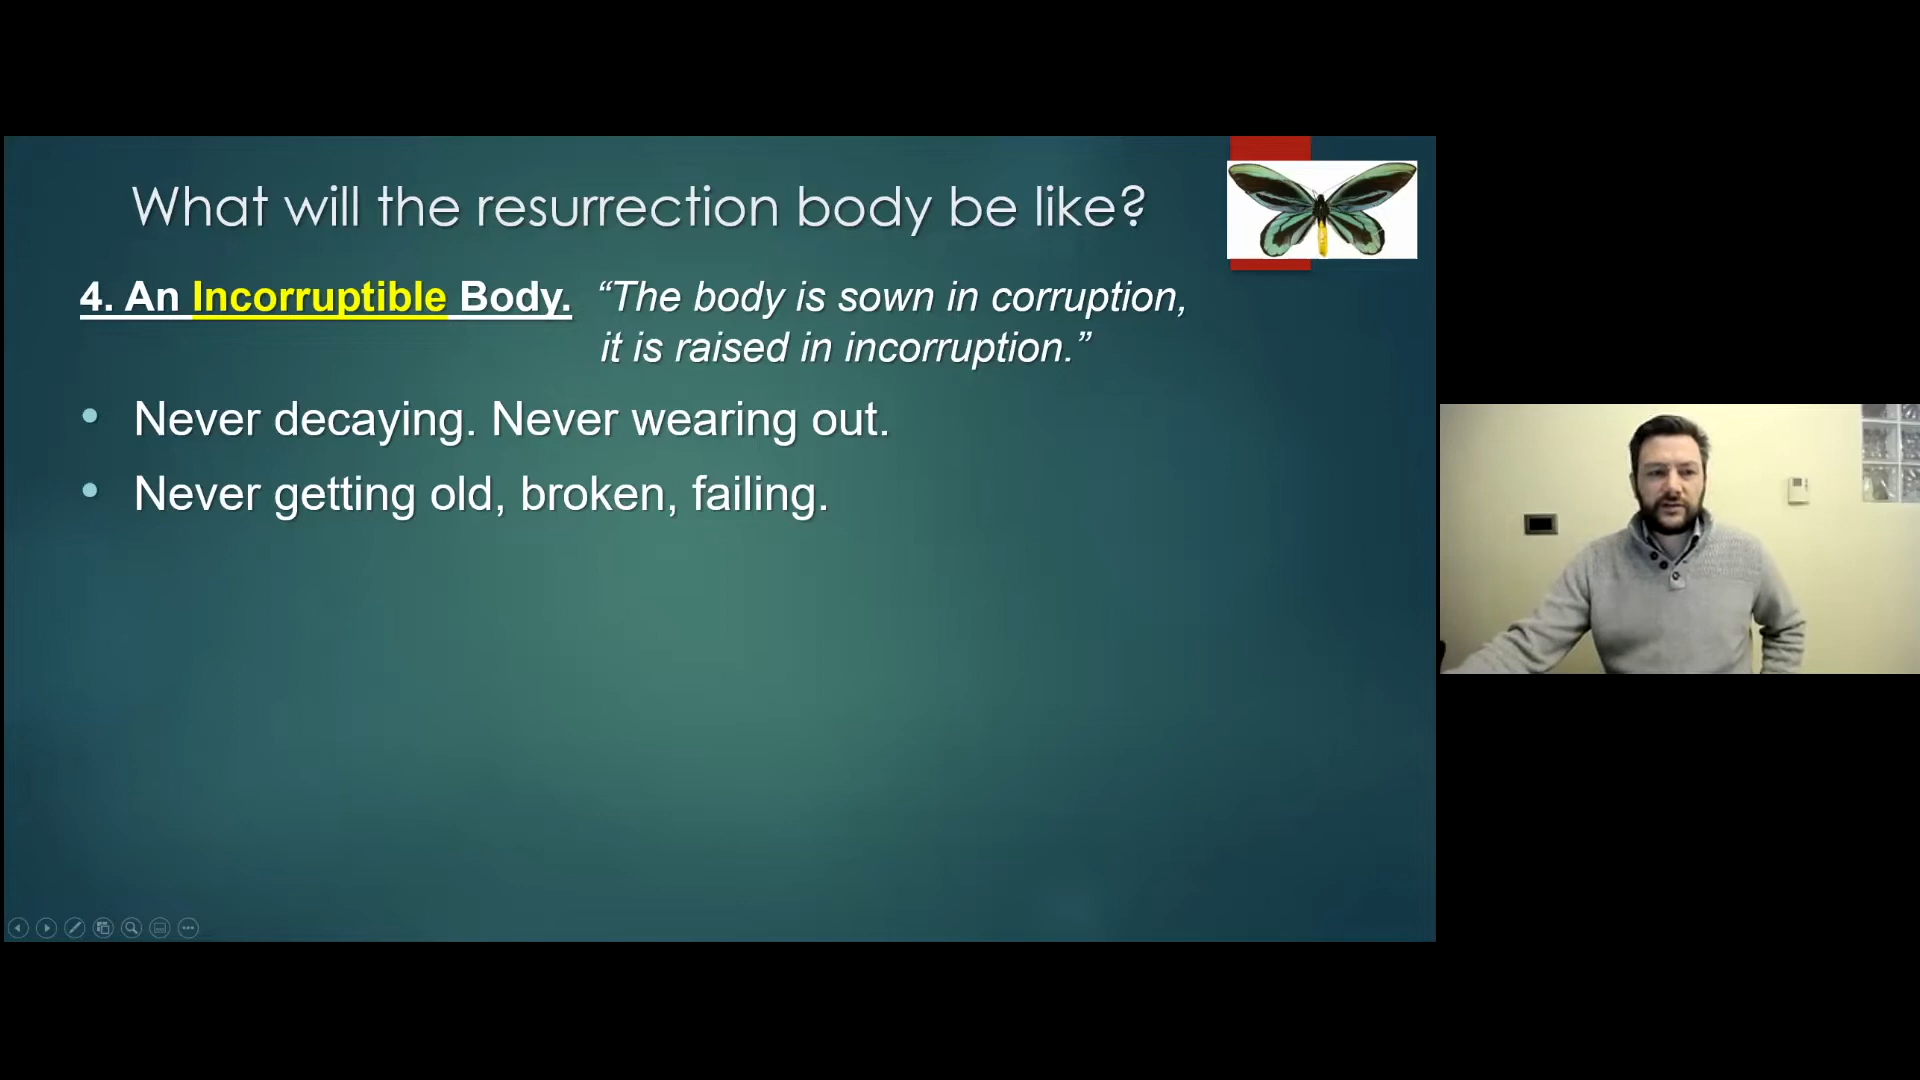 What will the resurrection body be like?
4. An Incorruptible Body. “The body is sown in corruption,
it is raised in incorruption.”
• Never decaying. Never wearing out.
• Never getting old, broken, failing.